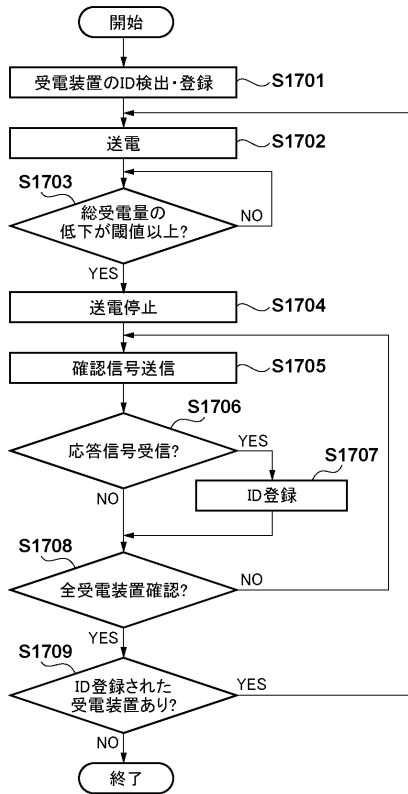 開始
受電装置のID検出・登録
S1701
送電
S1702
S1703
総受電量の
低下が閾値以上?
NO
YES
送電停止
S1704
確認信号送信
S1705
S1706
応答信号受信?
YES
S1707
ID登録
NO
S1708
全受電装置確認?
NO
YES
S1709
ID登録された
受電装置あり?
YES
NO
終了